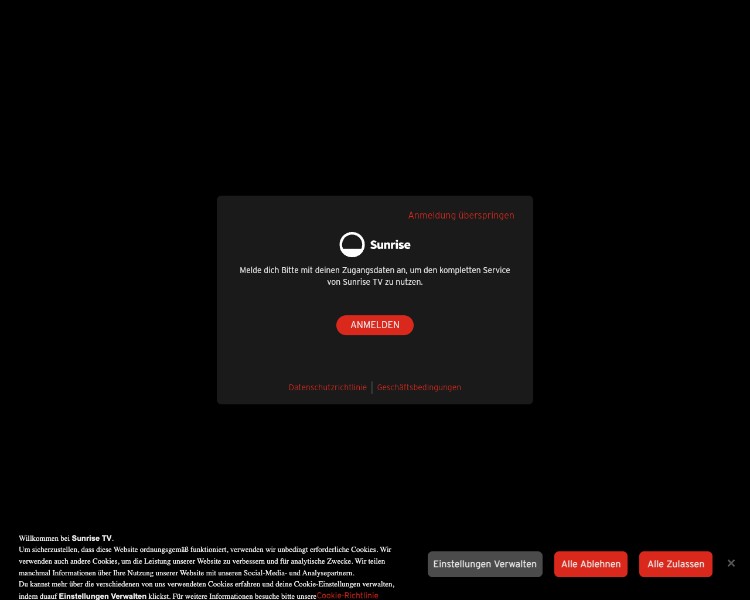 Anmeldung überspringen
Sunrise
Melde dich Bitte mit deinen Zugangsdaten an, um den kompletten Service
von Sunrise TV zu nutzen.
ANMELDEN
Datenschutzrichtlinie | Geschäftsbedingungen
Willkommen bei Sunrise TV.
Um sicherzustellen, dass diese Website ordnungsgemäß funktioniert, verwenden wir unbedingt erforderliche Cookies. Wir
verwenden auch andere Cookies, um die Leistung unserer Website zu verbessern und für analytische Zwecke. Wir teilen
manchmal Informationen über Ihre Nutzung unserer Website mit unseren Social-Media- und Analysepartnern.
Du kannst mehr über die verschiedenen von uns verwendeten Cookies erfahren und deine Cookie-Einstellungen verwalten,
indem duauf Einstellungen Verwalten klickst. Für weitere Informationen besuche bitte unsereCookie-Richtlinie
Einstellungen Verwalten
Alle Ablehnen
Alle Zulassen